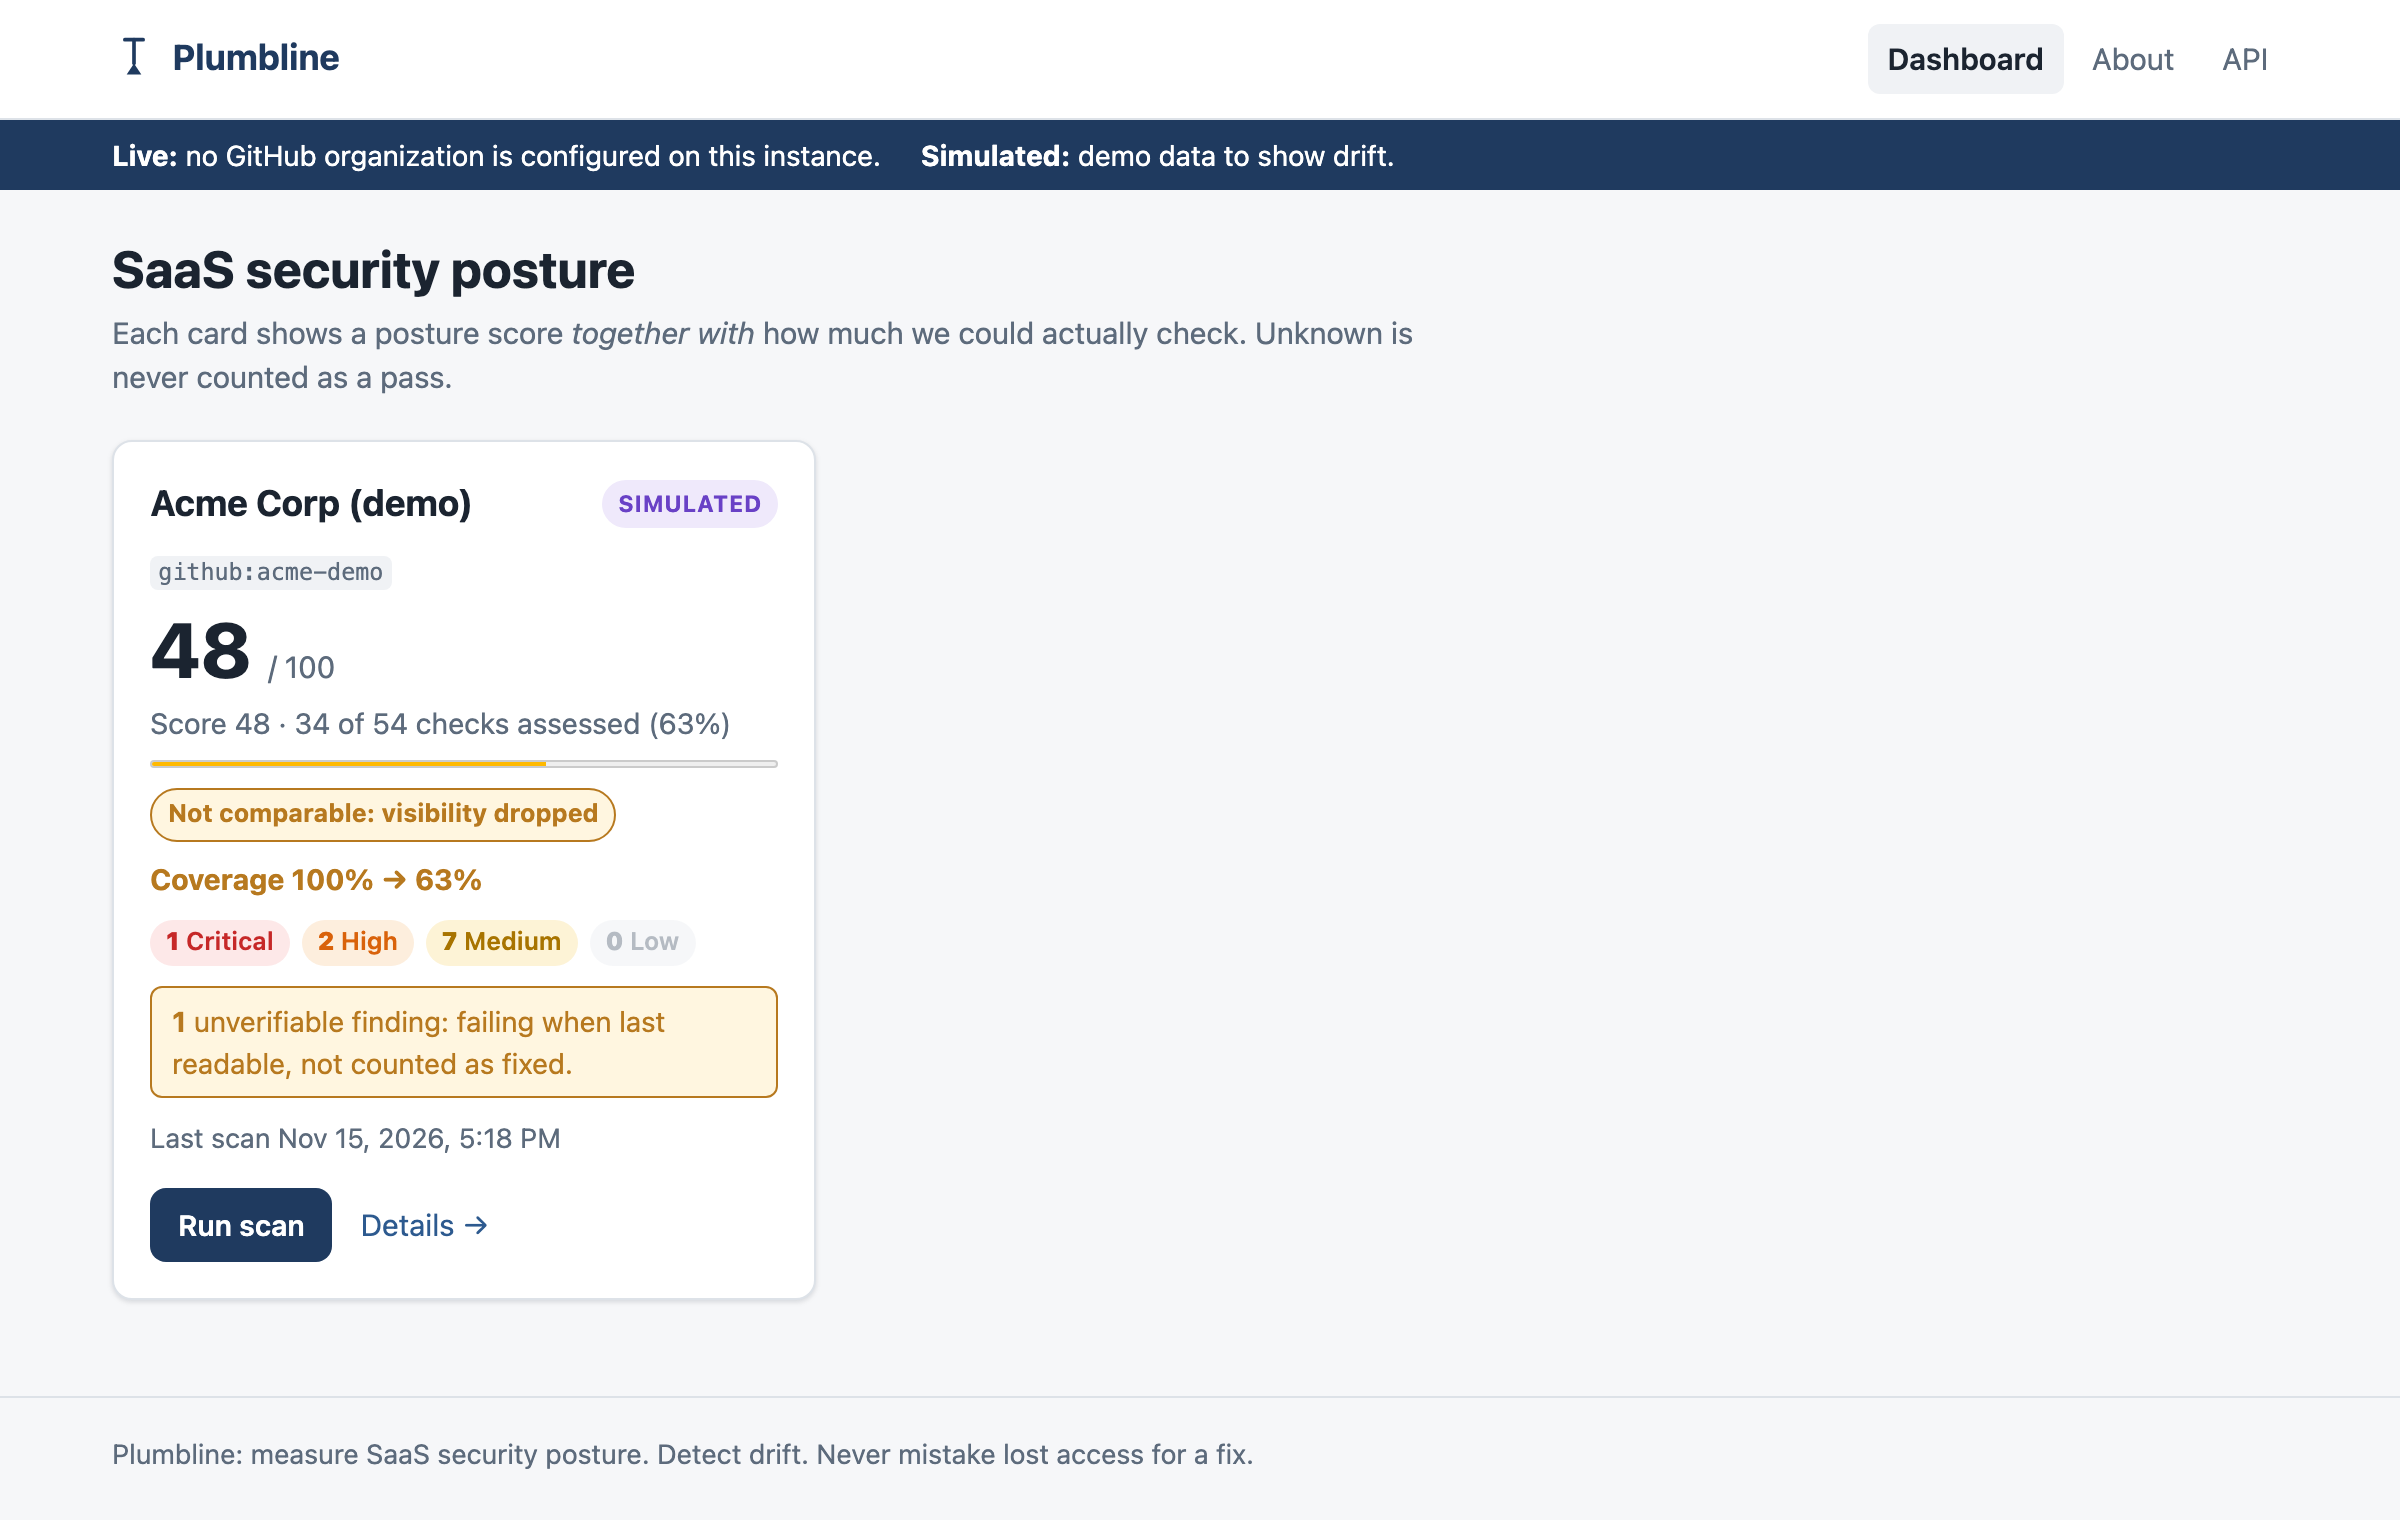 Plumbline
Dashboard About API
Live: no GitHub organization is configured on this instance. Simulated: demo data to show drift.
SaaS security posture
Each card shows a posture score together with how much we could actually check. Unknown is
never counted as a pass.
Acme Corp (demo) SIMULATED
github:acme-demo
48 / 100
Score 48 · 34 of 54 checks assessed (63%)
Not comparable: visibility dropped
Coverage 100% → 63%
1 Critical 2 High 7 Medium 0 Low
1 unverifiable finding: failing when last
readable, not counted as fixed.
Last scan Nov 15, 2026, 5:18 PM
Run scan Details →
Plumbline: measure SaaS security posture. Detect drift. Never mistake lost access for a fix.